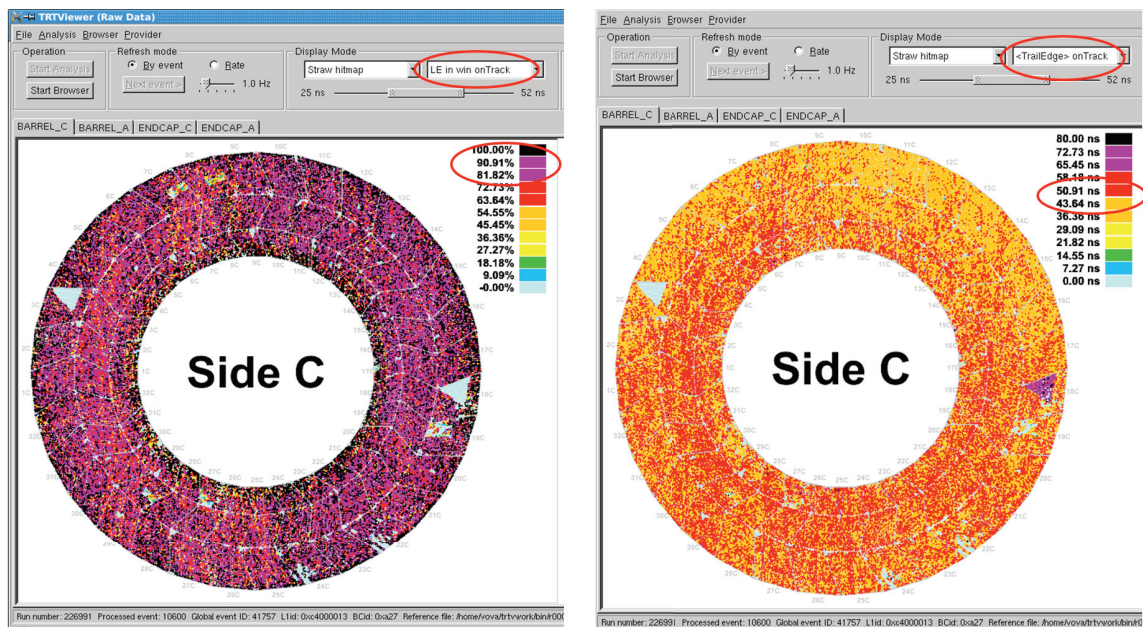 TRTViewer (Raw Data)
File Analysis Browser Provider
Operation
Refresh mode
Display Mode
Start Analysis
By event
Rate
Straw hitmap
LE in win onTrack
Start Browser
Next event >
1.0 Hz
25 ns
52 ns
BARREL_C
BARREL_A
ENDCAP_C
ENDCAP_A
100.00%
90.91%
81.82%
72.73%
63.64%
54.55%
45.45%
36.36%
27.27%
18.18%
9.09%
-0.00%
Side C
Run number: 226991 Processed event: 10600 Global event ID: 41757 L1id: 0xc4000013 BCid: 0xa27 Reference file: /home/vova/trtvwork/bin/r000
File Analysis Browser Provider
Operation
Refresh mode
Display Mode
Start Analysis
By event
Rate
Straw hitmap
<TrailEdge> onTrack
Start Browser
Next event >
1.0 Hz
25 ns
52 ns
BARREL_C
BARREL_A
ENDCAP_C
ENDCAP_A
80.00 ns
72.73 ns
65.45 ns
58.18 ns
50.91 ns
43.64 ns
36.36 ns
29.09 ns
21.82 ns
14.55 ns
7.27 ns
0.00 ns
Side C
Run number: 226991 Processed event: 10600 Global event ID: 41757 L1id: 0xc4000013 BCid: 0xa27 Reference file: /home/vova/trtvwork/bin/r0